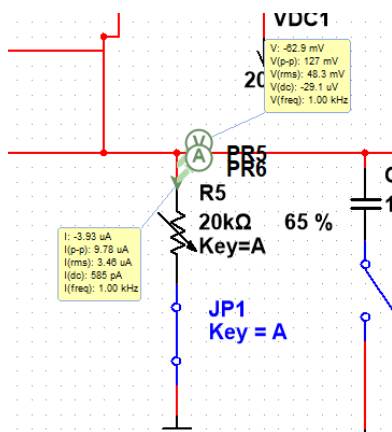 VDC1
V: -62.9 mV
V(p-p): 127 mV
V(rms): 48.3 mV
V(dc): -29.1 uV
V(freq): 1.00 kHz
20
V
A
PR5
PR6
R5
20kΩ
65 %
Key=A
I: -3.93 uA
I(p-p): 9.78 uA
I(rms): 3.46 uA
I(dc): 585 pA
I(freq): 1.00 kHz
JP1
Key = A
C
1